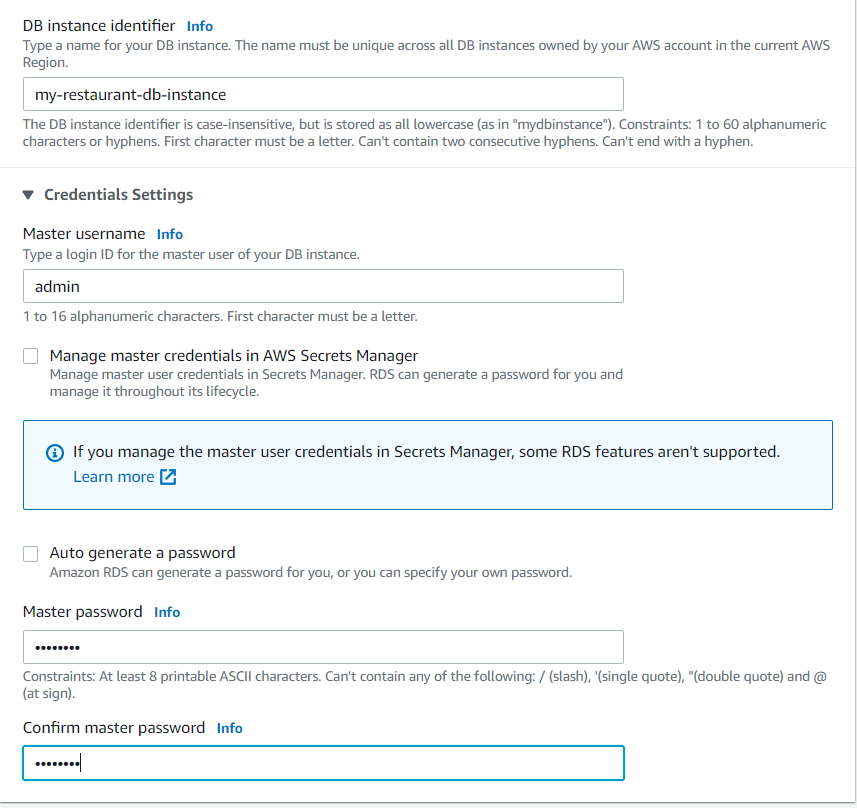 DB instance identifier Info
Type a name for your DB instance. The name must be unique across all DB instances owned by your AWS account in the current AWS
Region.
my-restaurant-db-instance
The DB instance identifier is case-insensitive, but is stored as all lowercase (as in "mydbinstance"). Constraints: 1 to 60 alphanumeric
characters or hyphens. First character must be a letter. Can't contain two consecutive hyphens. Can't end with a hyphen.
Credentials Settings
Master username Info
Type a login ID for the master user of your DB instance.
admin
1 to 16 alphanumeric characters. First character must be a letter.
Manage master credentials in AWS Secrets Manager
Manage master user credentials in Secrets Manager. RDS can generate a password for you and
manage it throughout its lifecycle.
If you manage the master user credentials in Secrets Manager, some RDS features aren't supported.
Learn more
Auto generate a password
Amazon RDS can generate a password for you, or you can specify your own password.
Master password Info
••••••••
Constraints: At least 8 printable ASCII characters. Can't contain any of the following: / (slash), '(single quote), "(double quote) and @
(at sign).
Confirm master password Info
••••••••